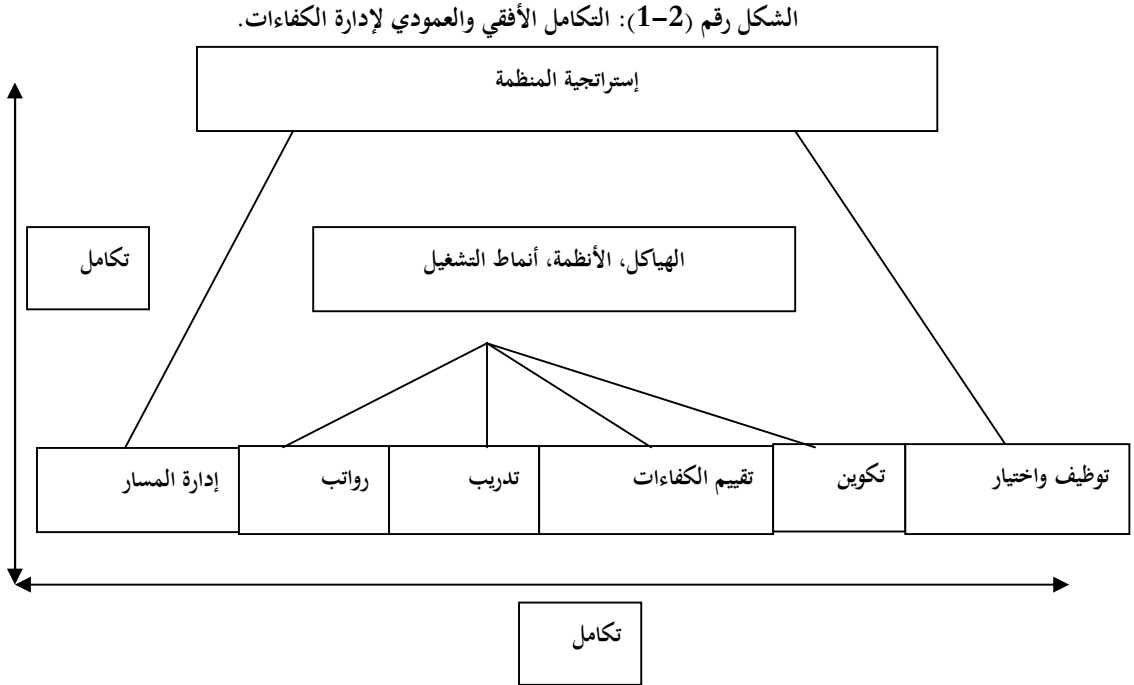 الشكل رقم (2-1): التكامل الأفقي والعمودي لإدارة الكفاءات.
إستراتجية المنظمة
الهياكل، الأنظمة، أنماط التشغيل
تكامل
توظيف واختيار
تكوين
تقييم الكفاءات
تدريب
رواتب
إدارة المسار
تكامل